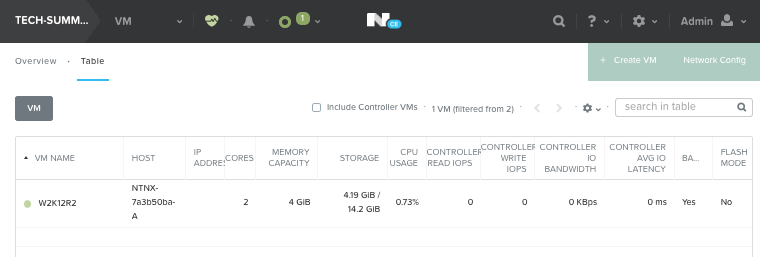 TECH-SUMM... VM 1 N CE ? Admin
Overview · Table + Create VM Network Config
VM Include Controller VMs · 1 VM (filtered from 2) · search in table
VM NAME HOST IP ADDRES CORES MEMORY CAPACITY STORAGE CPU USAGE CONTROLLER READ IOPS CONTROLLER WRITE IOPS CONTROLLER IO BANDWIDTH CONTROLLER AVG IO LATENCY BA... FLASH MODE
W2K12R2 NTNX-7a3b50ba-A 2 4 GiB 4.19 GiB / 14.2 GiB 0.73% 0 0 0 KBps 0 ms Yes No